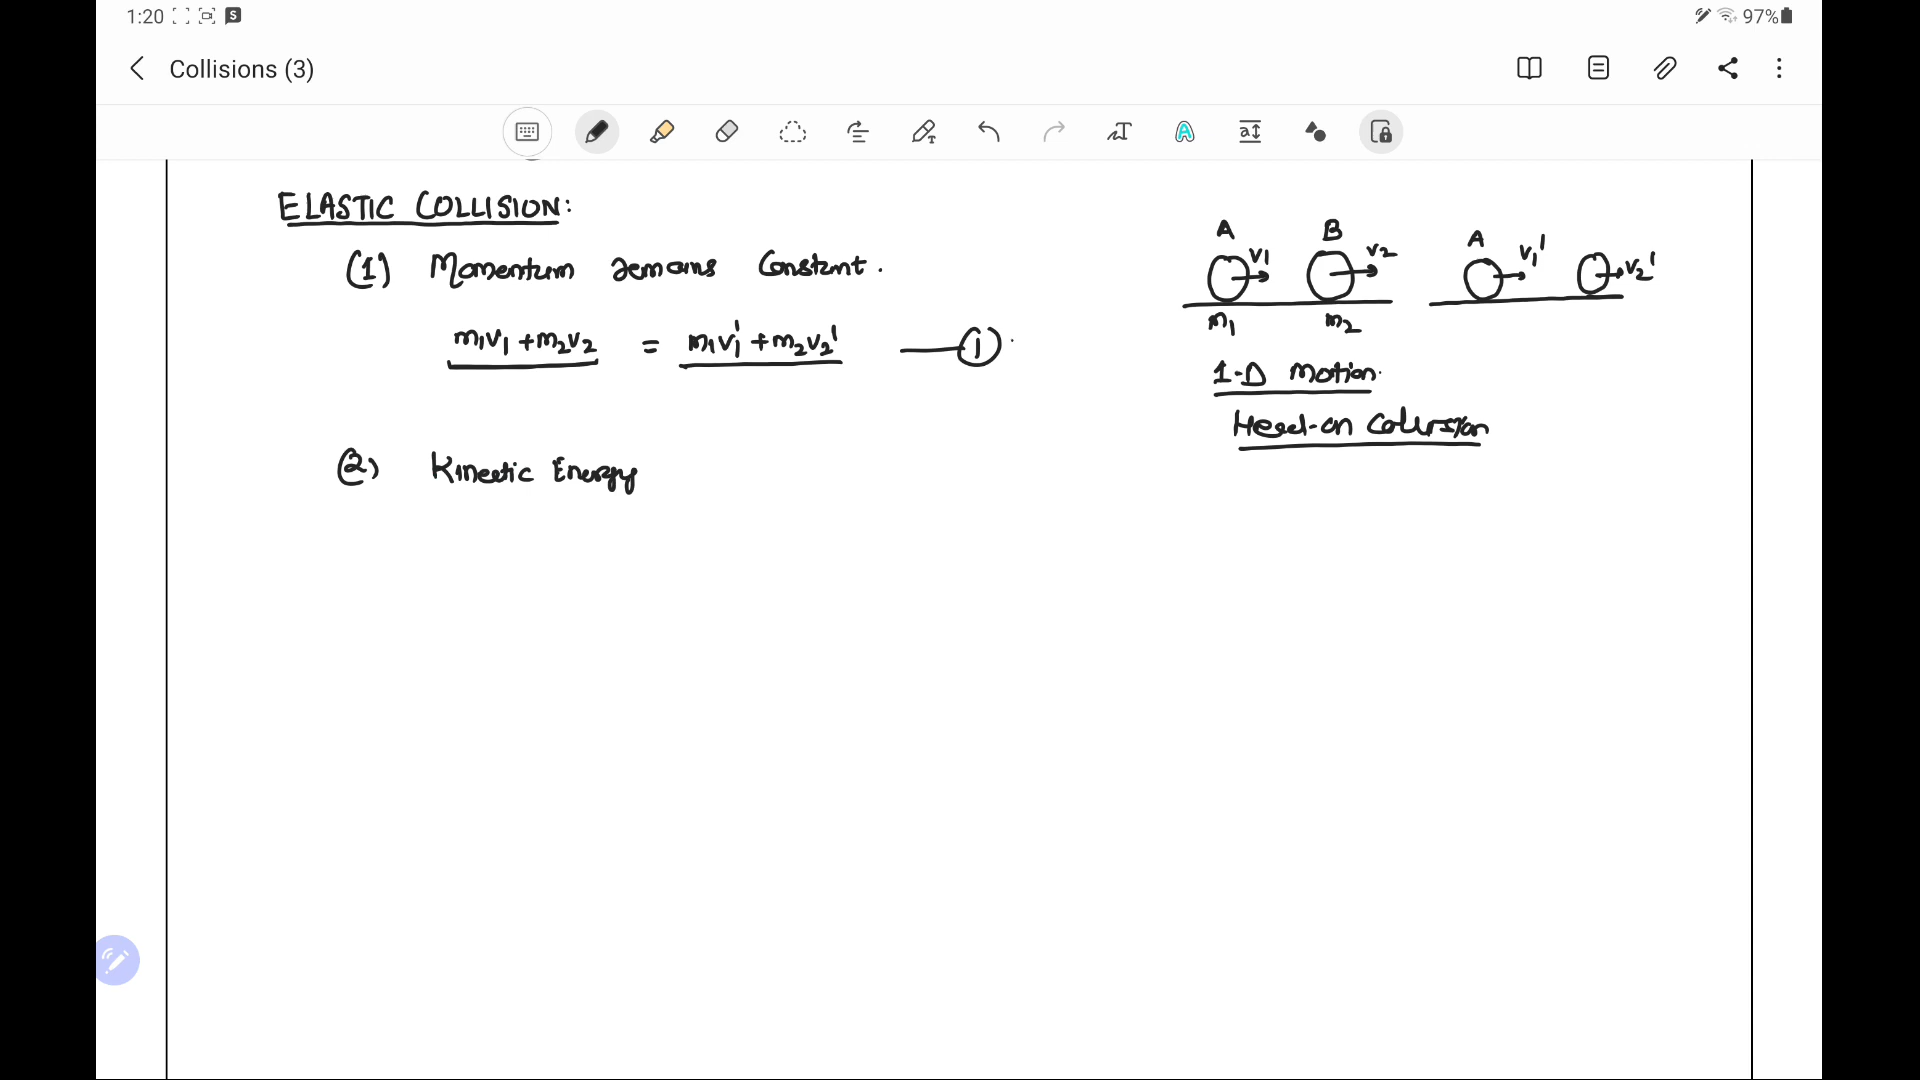 1:20 97%
Collisions (3)
ELASTIC COLLISION:
(1) Momentum remains Constant.
m₁v₁ + m₂v₂ = m₁v₁' + m₂v₂' —— ①
(2) Kinetic Energy
A B A
v₁ v₂ v₁' v₂'
m₁ m₂
1-D Motion.
Head-on Collision